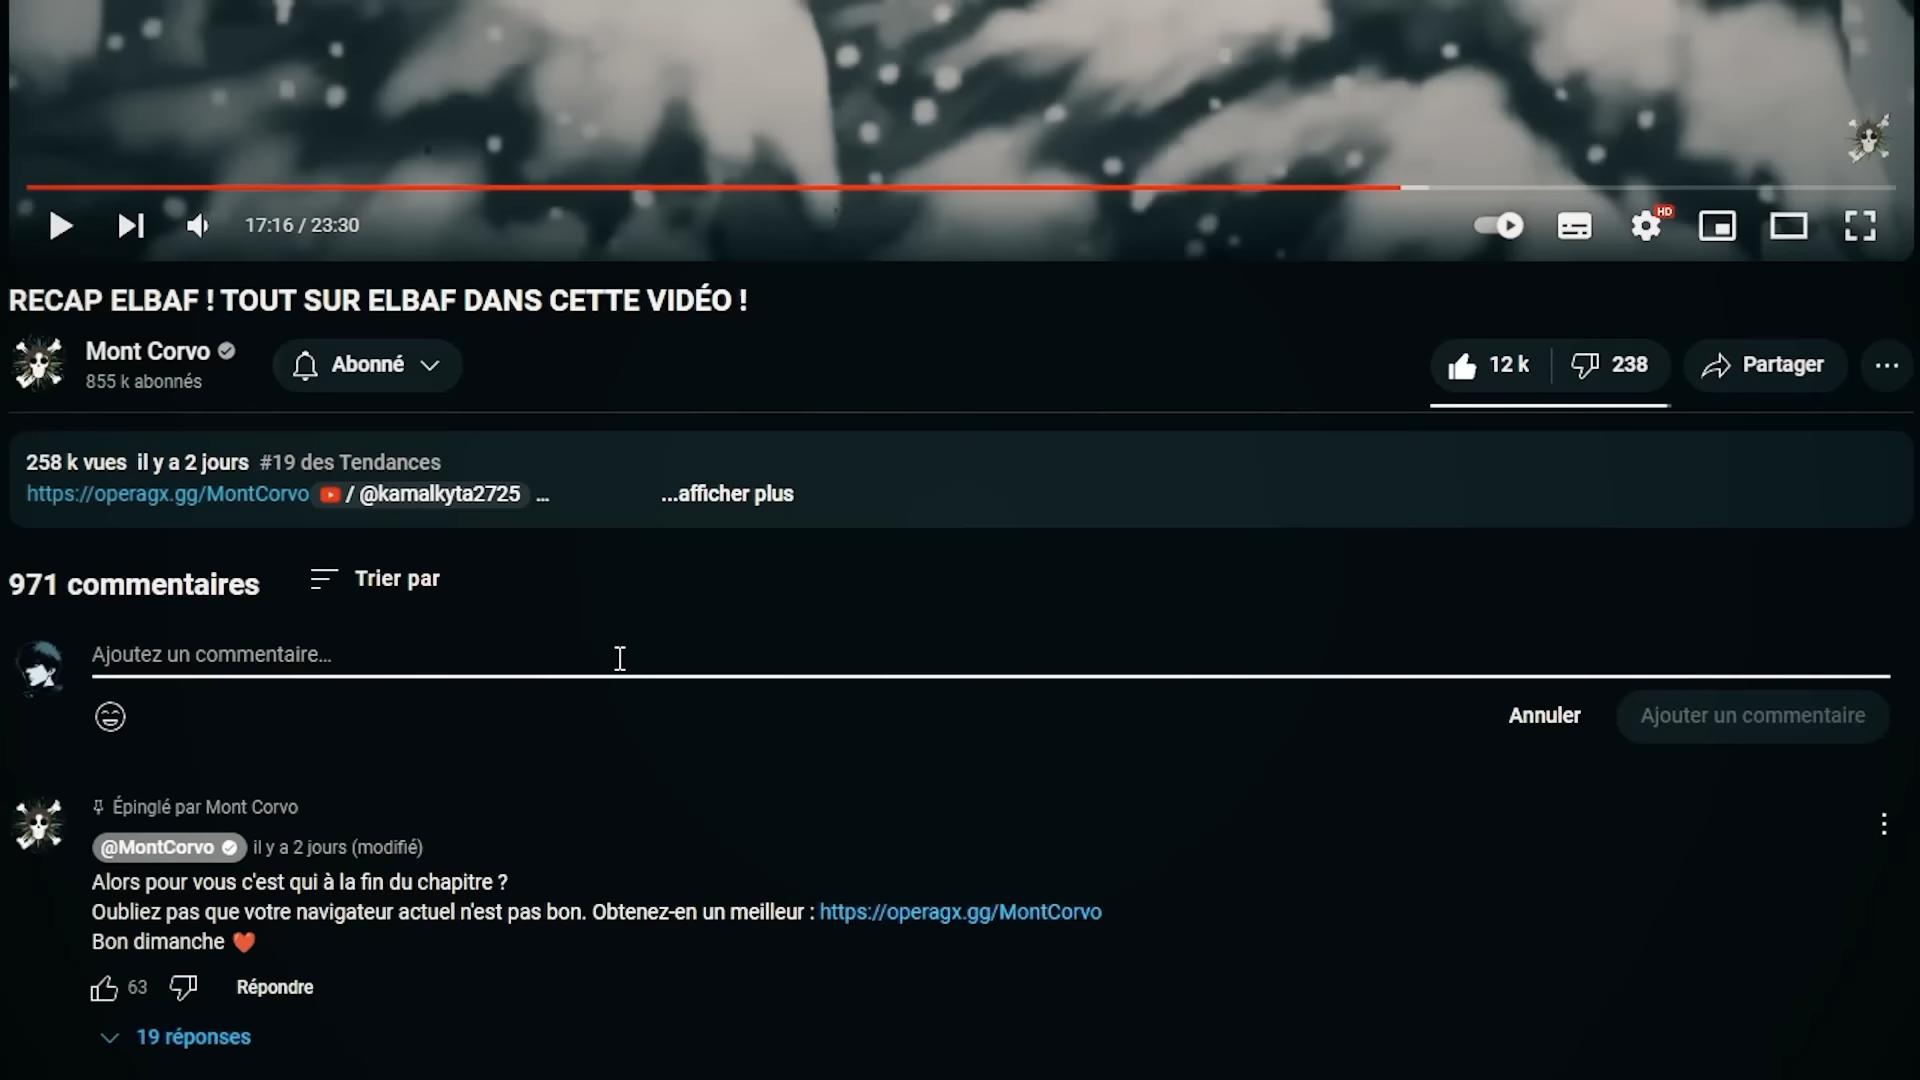 HD
17:16 / 23:30
RECAP ELBAF ! TOUT SUR ELBAF DANS CETTE VIDÉO !
Mont Corvo
855 k abonnés
Abonné
12 k
238
Partager
258 k vues il y a 2 jours #19 des Tendances
https://operagx.gg/MontCorvo / @kamalkyta2725 ... ...afficher plus
971 commentaires
Trier par
Ajoutez un commentaire...
Annuler
Ajouter un commentaire
Épinglé par Mont Corvo
@MontCorvo il y a 2 jours (modifié)
Alors pour vous c'est qui à la fin du chapitre ?
Oubliez pas que votre navigateur actuel n'est pas bon. Obtenez-en un meilleur : https://operagx.gg/MontCorvo
Bon dimanche ❤️
63
Répondre
19 réponses